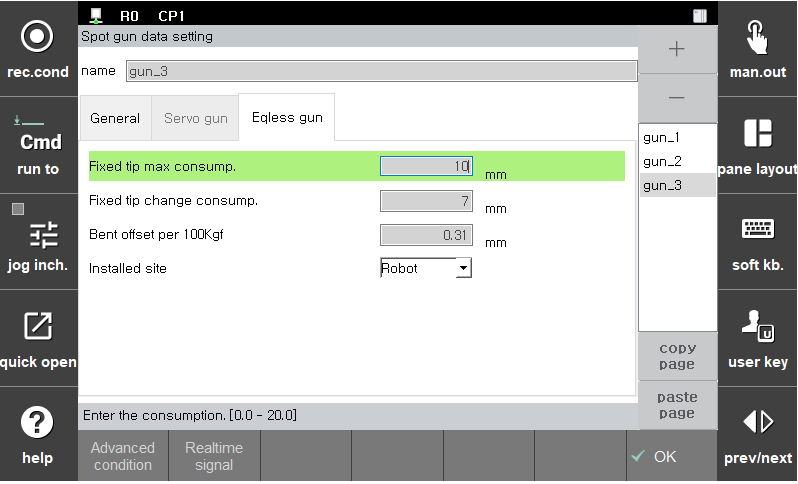 R0 CP1
Spot gun data setting
name gun_3
General Servo gun Eqless gun
Fixed tip max consump. 10 mm
Fixed tip change consump. 7 mm
Bent offset per 100Kgf 0.31 mm
Installed site Robot
Enter the consumption. [0.0 - 20.0]
+
−
gun_1
gun_2
gun_3
copy
page
paste
page
Advanced
condition
Realtime
signal
OK
rec.cond
Cmd
run to
jog inch.
quick open
?
help
man.out
pane layout
soft kb.
U
user key
prev/next